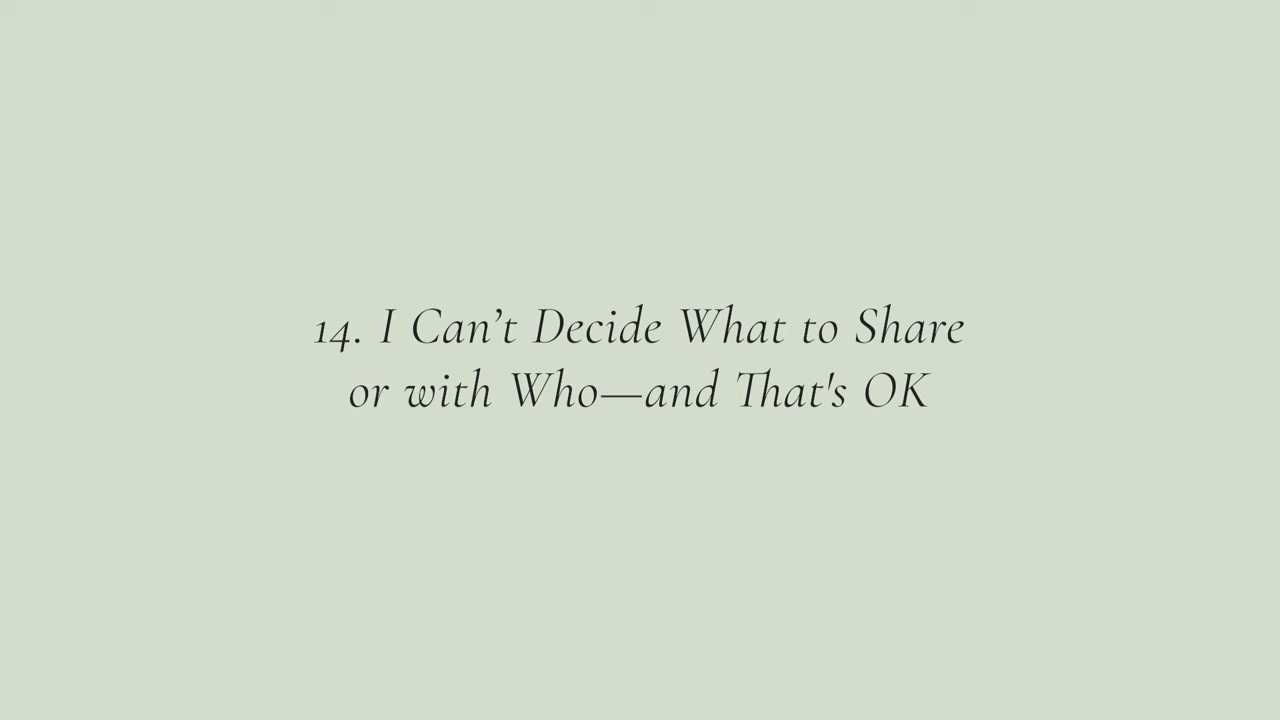 14. I Can’t Decide What to Share
or with Who—and That's OK